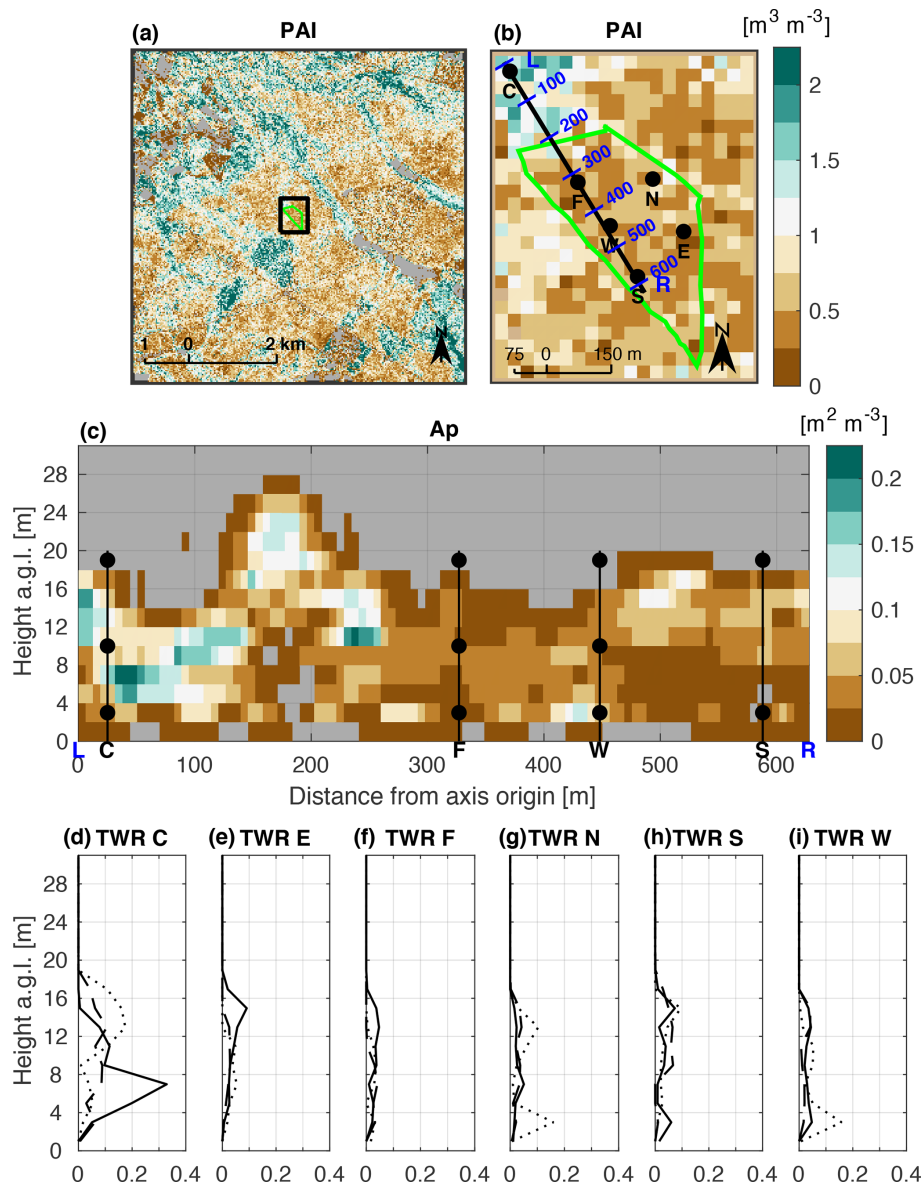 (a) PAI
(b) PAI
[m³ m⁻³]
L
C
100
200
300
400
500
600
F
N
W
E
S
R
N
N
1 0 2 km
75 0 150 m
2
1.5
1
0.5
0
(c) Ap
[m² m⁻³]
28
24
20
16
12
8
4
0
Height a.g.l. [m]
0.2
0.15
0.1
0.05
0
L C F W S R
0 100 200 300 400 500 600
Distance from axis origin [m]
(d) TWR C
(e) TWR E
(f) TWR F
(g) TWR N
(h) TWR S
(i) TWR W
28
24
20
16
12
8
4
0
Height a.g.l. [m]
0 0.2 0.4
0 0.2 0.4
0 0.2 0.4
0 0.2 0.4
0 0.2 0.4
0 0.2 0.4